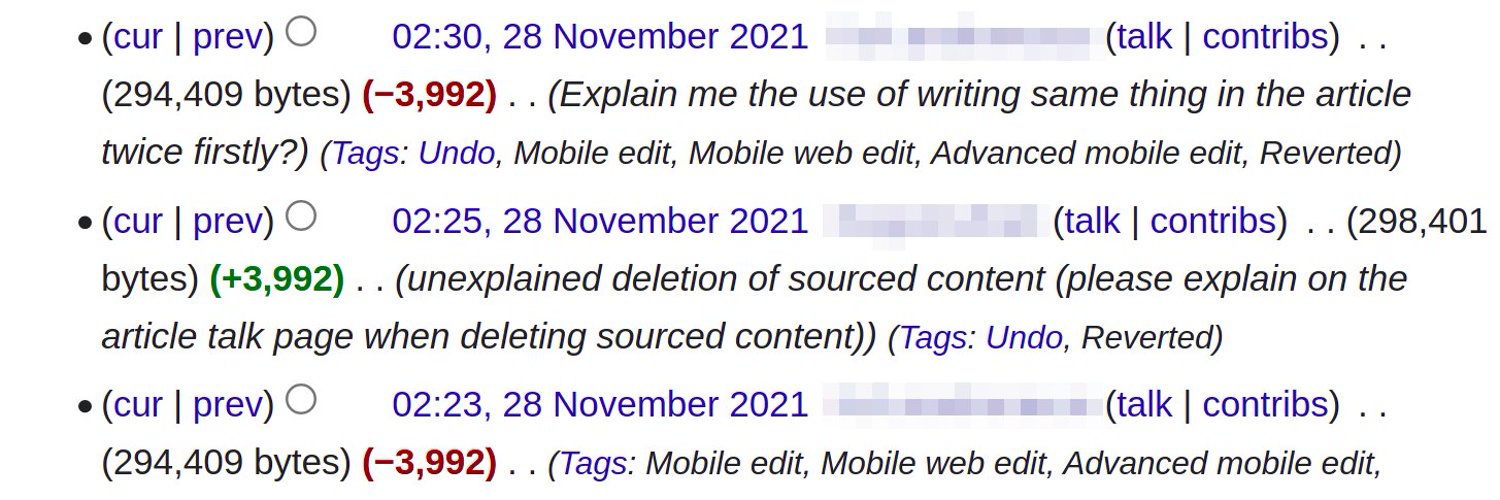 • (cur | prev) 02:30, 28 November 2021 (talk | contribs) . .
(294,409 bytes) (−3,992) . . (Explain me the use of writing same thing in the article
twice firstly?) (Tags: Undo, Mobile edit, Mobile web edit, Advanced mobile edit, Reverted)
• (cur | prev) 02:25, 28 November 2021 (talk | contribs) . . (298,401
bytes) (+3,992) . . (unexplained deletion of sourced content (please explain on the
article talk page when deleting sourced content)) (Tags: Undo, Reverted)
• (cur | prev) 02:23, 28 November 2021 (talk | contribs) . .
(294,409 bytes) (−3,992) . . (Tags: Mobile edit, Mobile web edit, Advanced mobile edit,